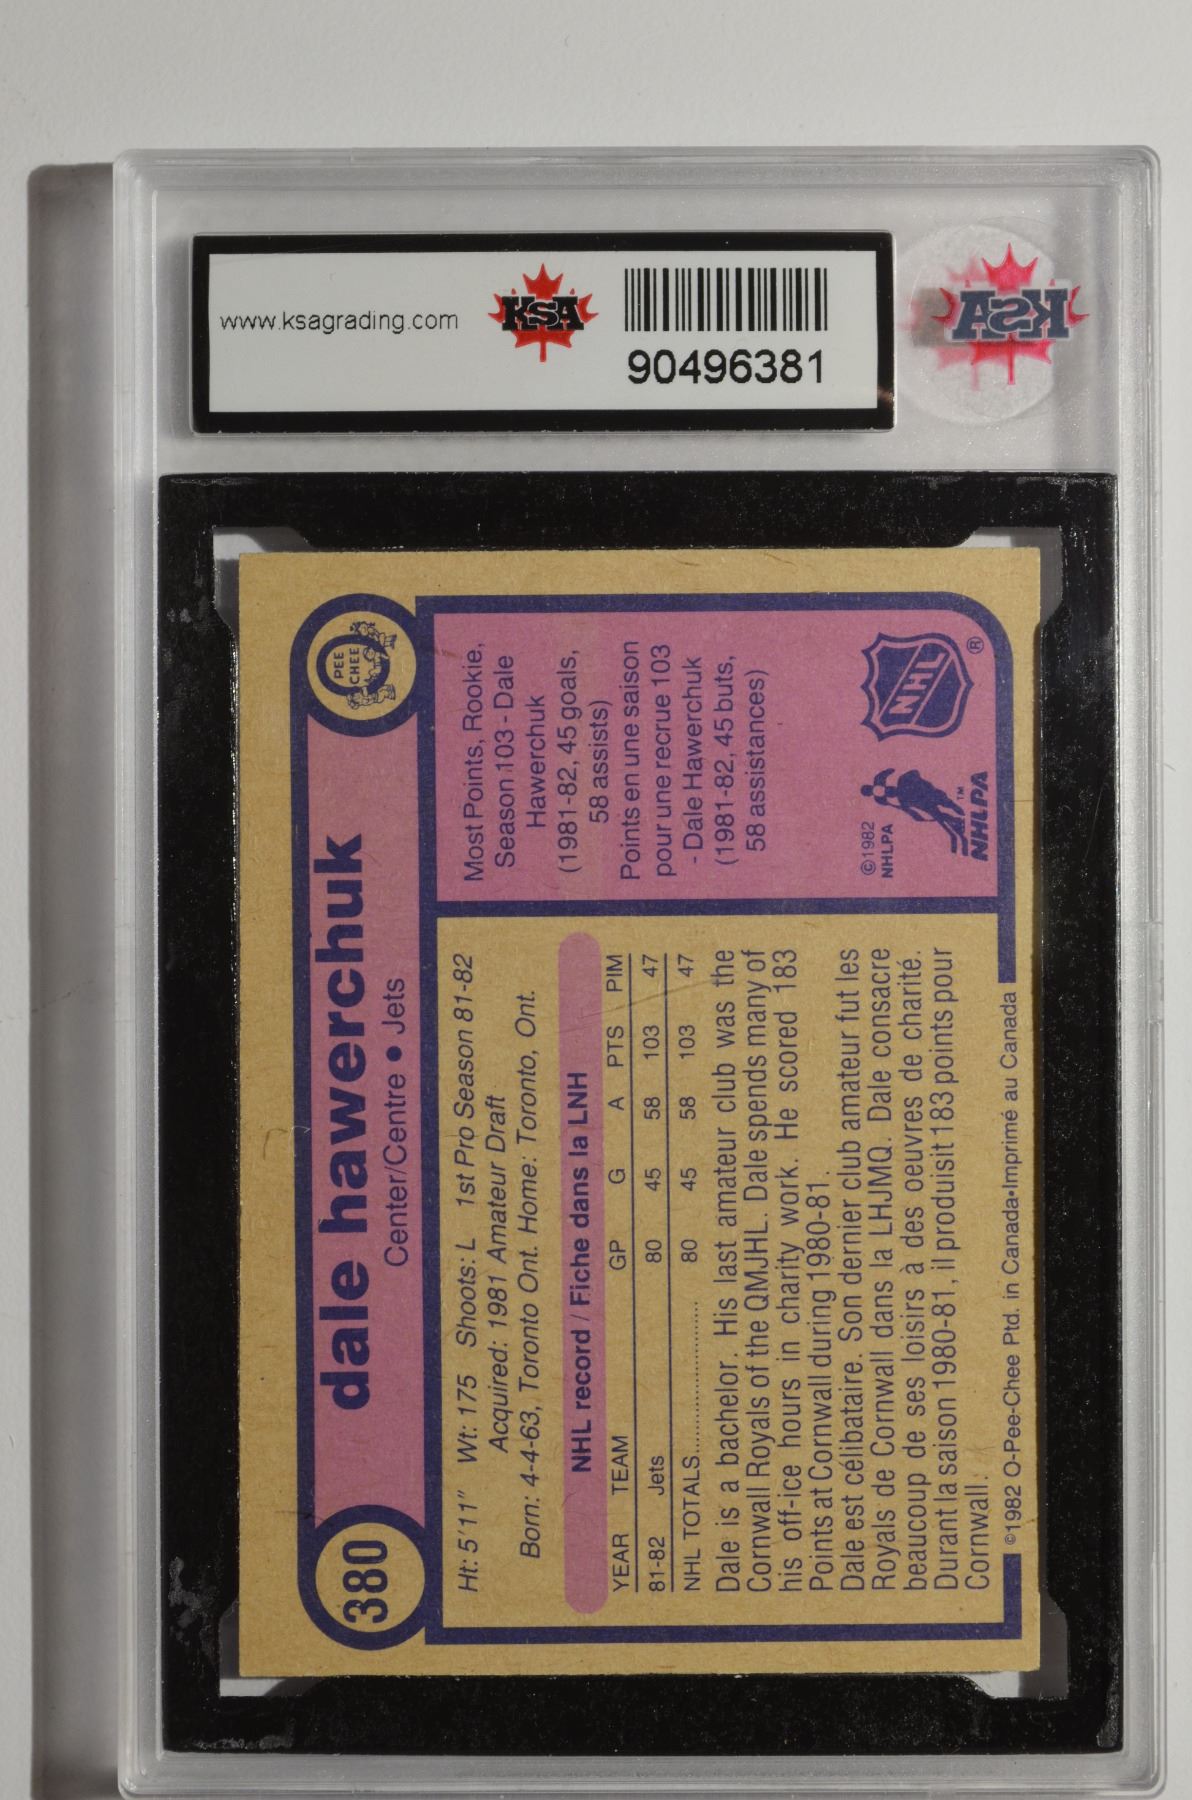 www.ksagrading.com
KSA
90496381
KSA
380
dale hawerchuk
Center/Centre • Jets
PEE
CHEE
Ht: 5'11" Wt: 175 Shoots: L 1st Pro Season 81-82
Acquired: 1981 Amateur Draft
Born: 4-4-63, Toronto Ont. Home: Toronto, Ont.
NHL record / Fiche dans la LNH
YEAR TEAM GP G A PTS PIM
81-82 Jets 80 45 58 103 47
NHL TOTALS.................... 80 45 58 103 47
Dale is a bachelor. His last amateur club was the
Cornwall Royals of the QMJHL. Dale spends many of
his off-ice hours in charity work. He scored 183
Points at Cornwall during 1980-81.
Dale est célibataire. Son dernier club amateur fut les
Royals de Cornwall dans la LHJMQ. Dale consacre
beaucoup de ses loisirs à des oeuvres de charité.
Durant la saison 1980-81, il produisit 183 points pour
Cornwall.
©1982 O-Pee-Chee Ptd. in Canada•Imprimé au Canada
Most Points, Rookie,
Season 103 - Dale
Hawerchuk
(1981-82, 45 goals,
58 assists)
Points en une saison
pour une recrue 103
- Dale Hawerchuk
(1981-82, 45 buts,
58 assistances)
©1982
NHLPA
NHLPA
™
NHL
®